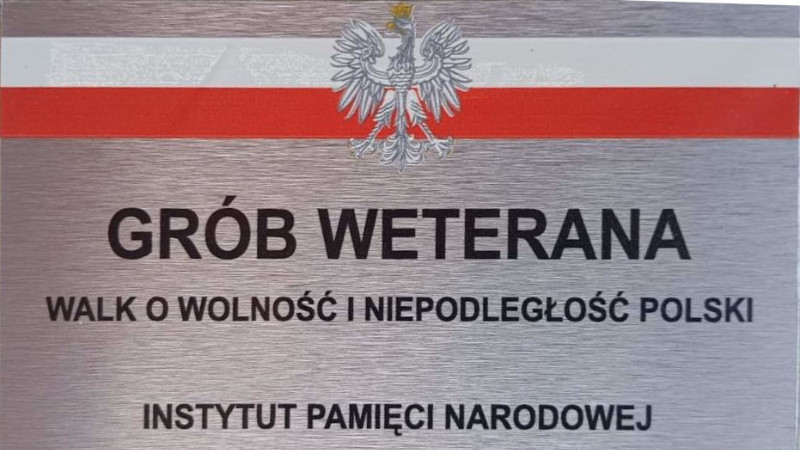 GRÓB WETERANA
WALK O WOLNOŚĆ I NIEPODLEGŁOŚĆ POLSKI
INSTYTUT PAMIĘCI NARODOWEJ